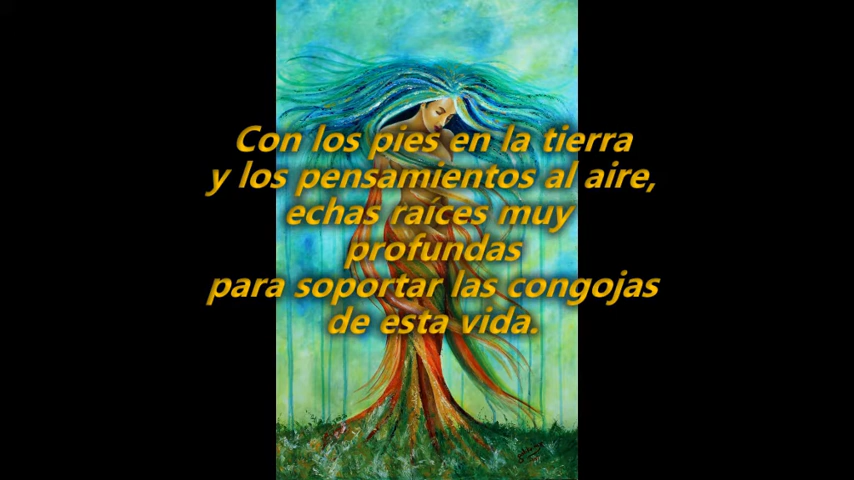 Con los pies en la tierra
y los pensamientos al aire,
echas raíces muy
profundas
para soportar las congojas
de esta vida.